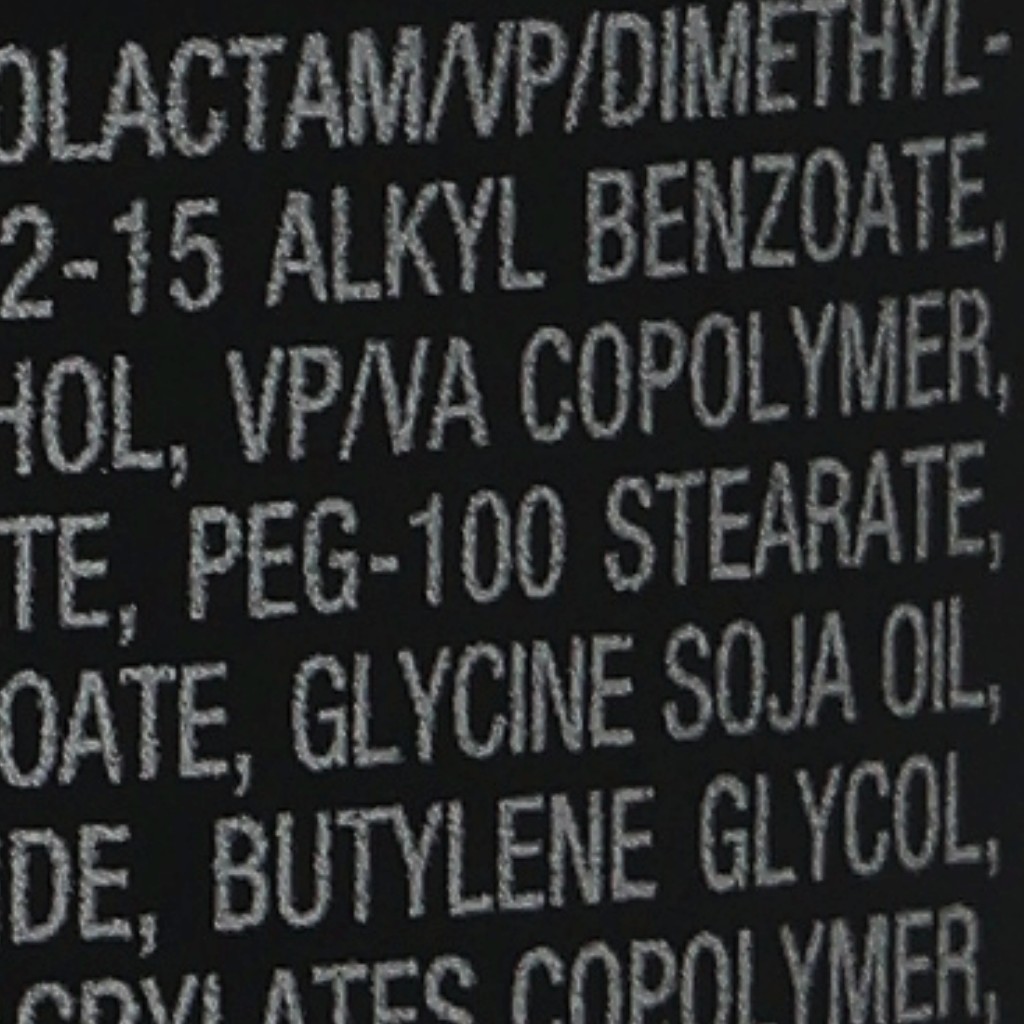 OLACTAM/VP/DIMETHYL-
2-15 ALKYL BENZOATE,
HOL, VP/VA COPOLYMER,
TE, PEG-100 STEARATE,
OATE, GLYCINE SOJA OIL,
DE, BUTYLENE GLYCOL,
CRYLATES COPOLYMER,